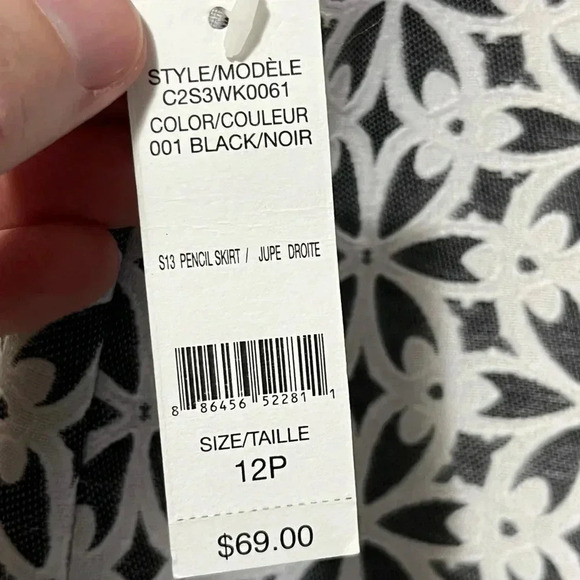 STYLE/MODÈLE
C2S3WK0061
COLOR/COULEUR
001 BLACK/NOIR
S13 PENCIL SKIRT / JUPE DROITE
8 86456 52281 1
SIZE/TAILLE
12P
$69.00